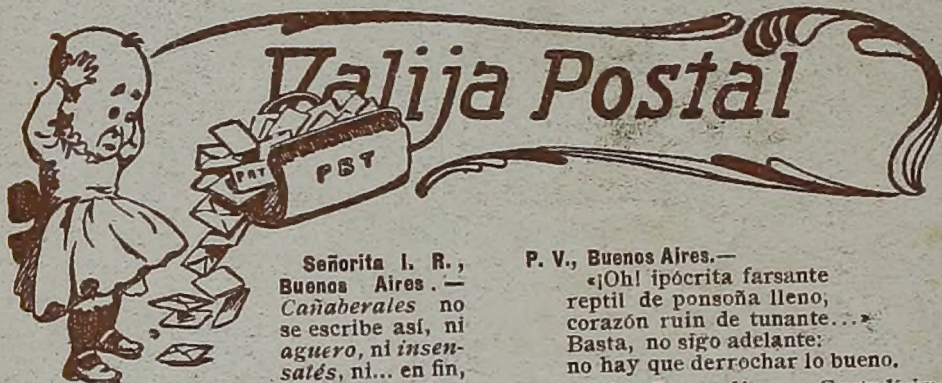 Valija Postal
PBT
PBT
Señorita I. R.,
Buenos Aires.—
Cañaberales no
se escribe así, ni
aguero, ni insen-
satés, ni... en fin,
P. V., Buenos Aires.—
«¡Oh! ipócrita farsante
reptil de ponsoña lleno;
corazón ruin de tunante...»
Basta, no sigo adelante:
no hay que derrochar lo bueno.